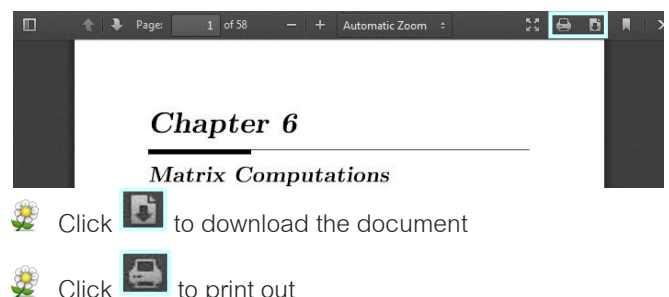 Page: 1 of 58 − + Automatic Zoom
Chapter 6
Matrix Computations
Click to download the document
Click to print out